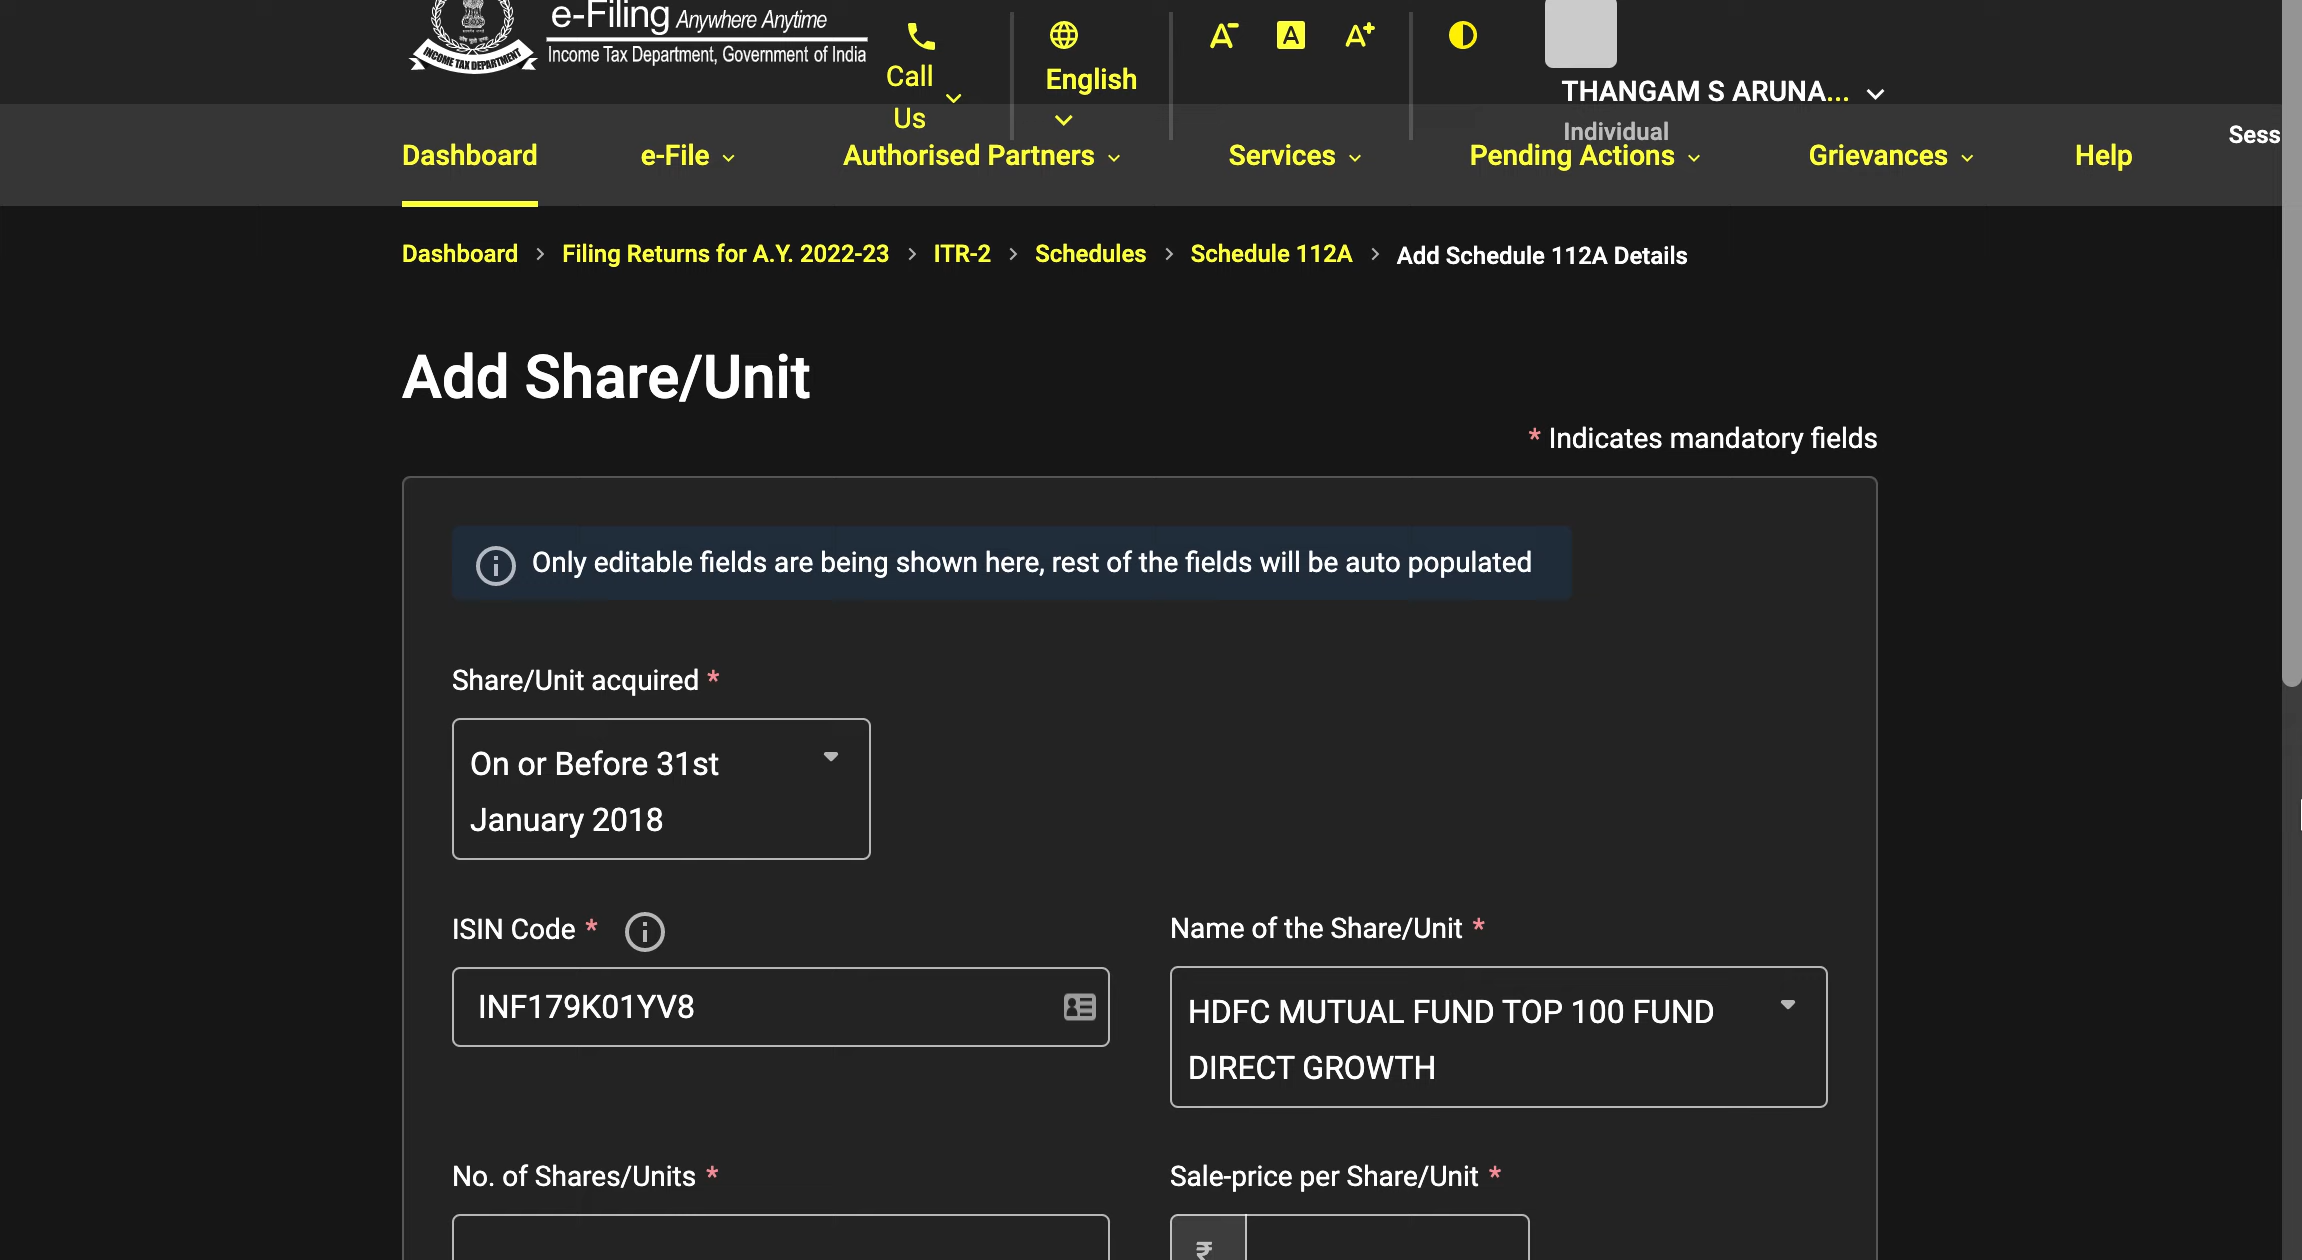 e-Filing Anywhere Anytime
Income Tax Department, Government of India
INCOME TAX DEPARTMENT
Call
Us
English
A-
A
A+
THANGAM S ARUNA...
Individual
Dashboard
e-File
Authorised Partners
Services
Pending Actions
Grievances
Help
Sess
Dashboard > Filing Returns for A.Y. 2022-23 > ITR-2 > Schedules > Schedule 112A > Add Schedule 112A Details
Add Share/Unit
* Indicates mandatory fields
Only editable fields are being shown here, rest of the fields will be auto populated
Share/Unit acquired *
On or Before 31st
January 2018
ISIN Code *
Name of the Share/Unit *
INF179K01YV8
HDFC MUTUAL FUND TOP 100 FUND
DIRECT GROWTH
No. of Shares/Units *
Sale-price per Share/Unit *
₹